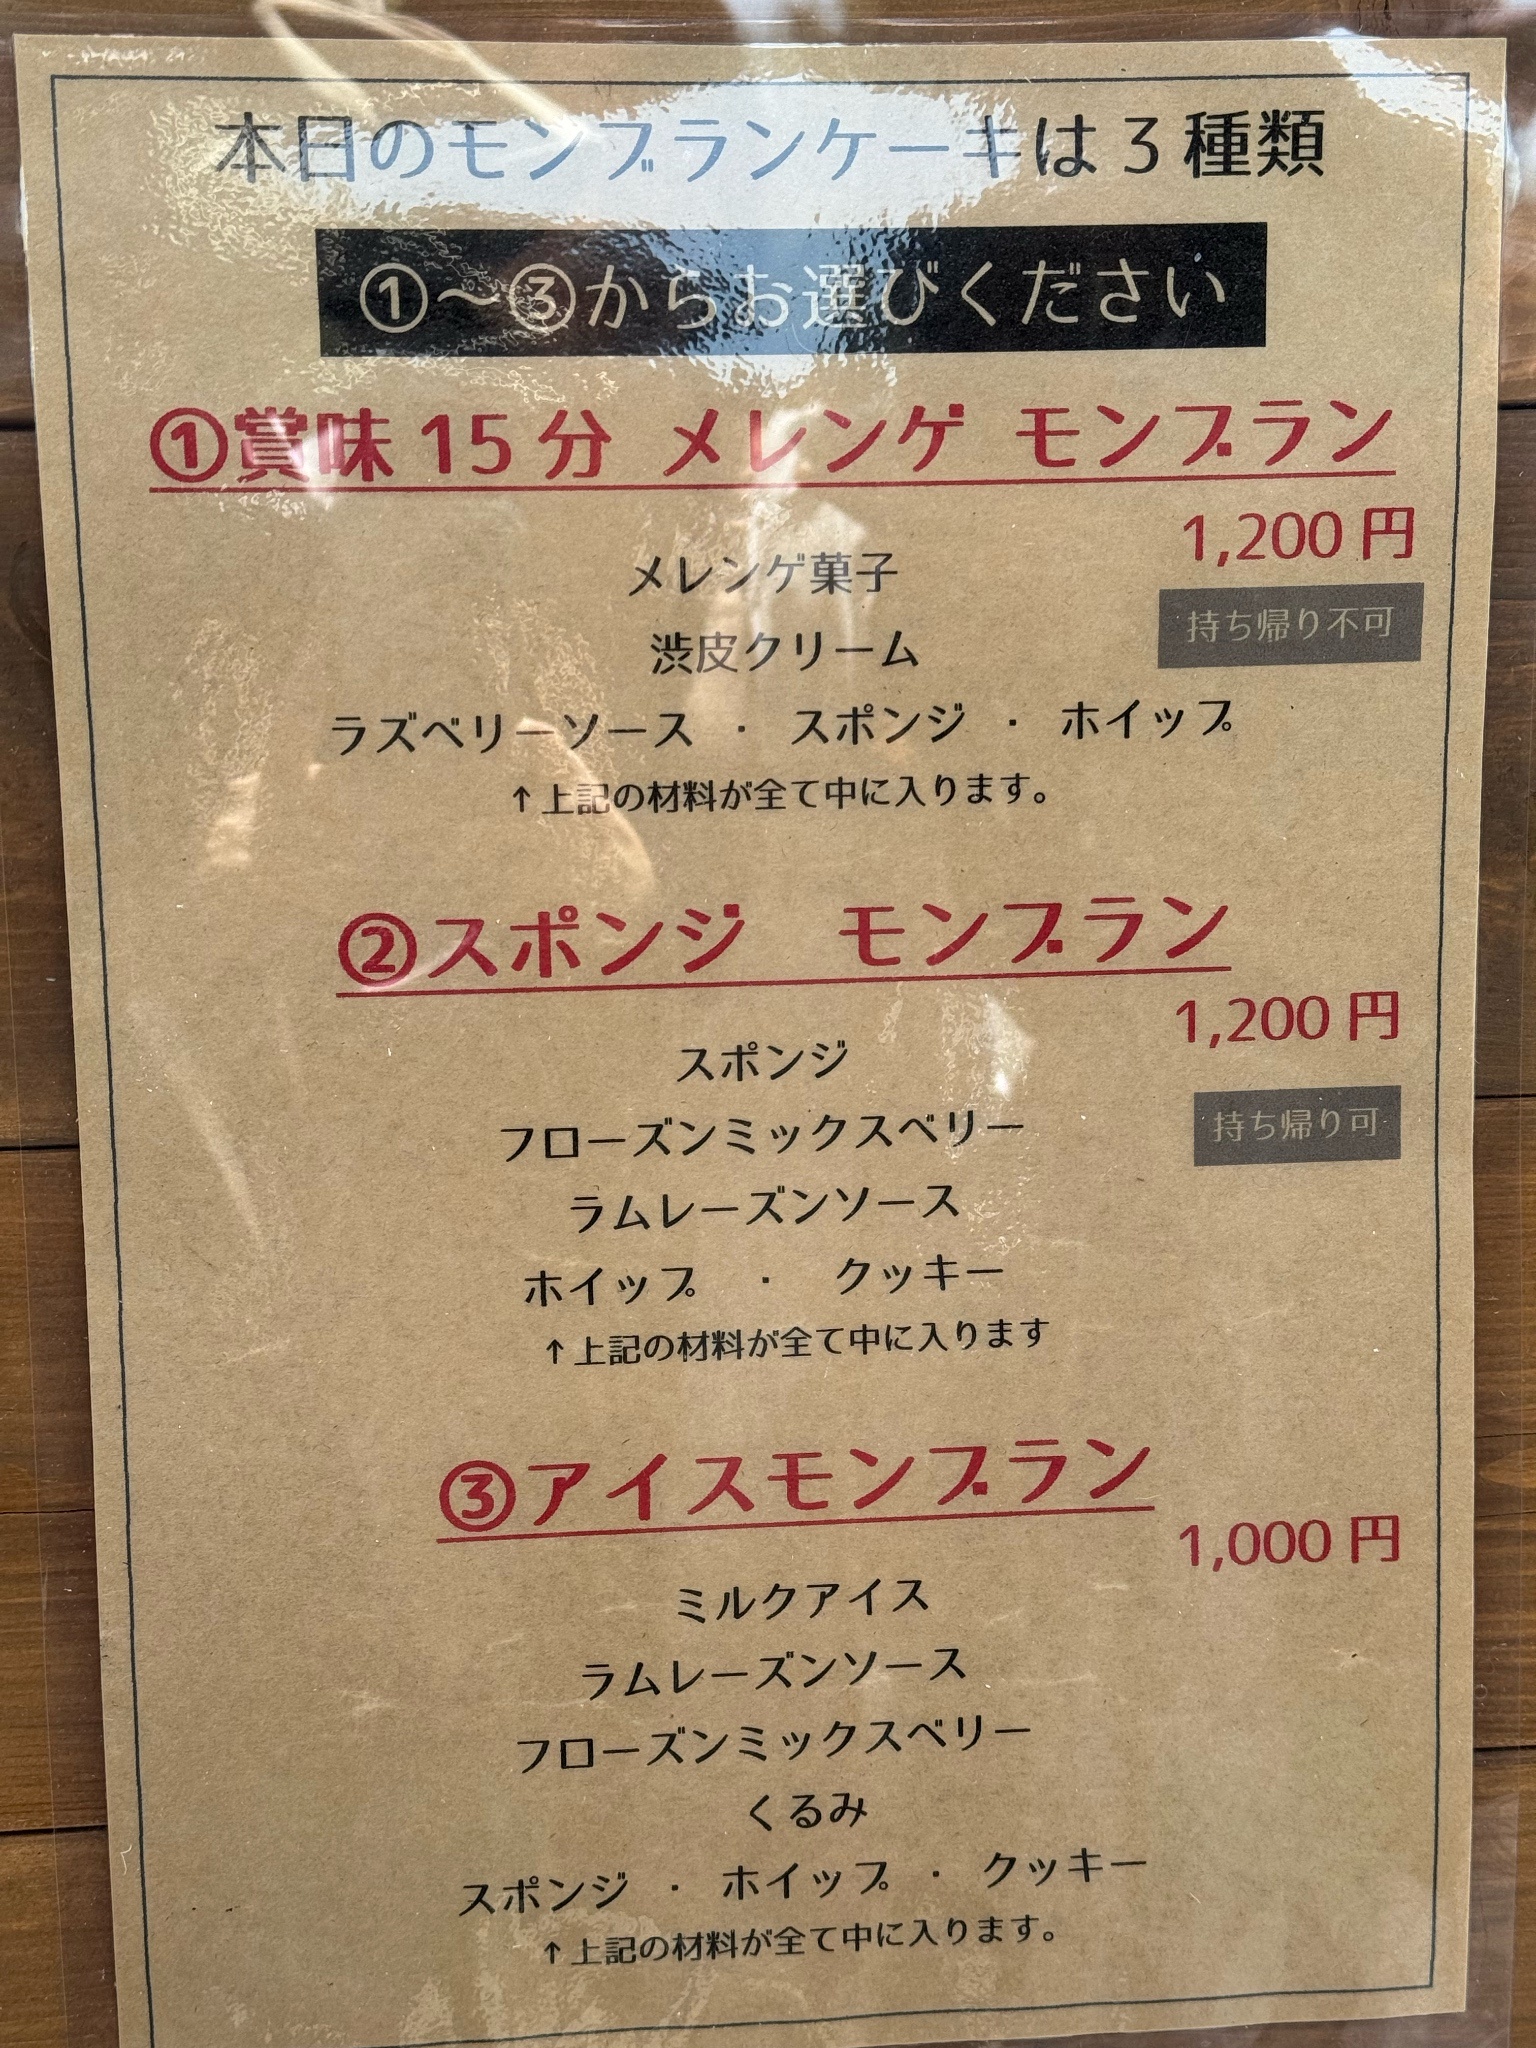 本日のモンブランケーキは3種類
①～③からお選びください
①賞味15分 メレンゲ モンブラン
1,200円
メレンゲ菓子
持ち帰り不可
渋皮クリーム
ラズベリーソース ・ スポンジ ・ ホイップ
↑上記の材料が全て中に入ります。
②スポンジ　モンブラン
1,200円
スポンジ
持ち帰り可
フローズンミックスベリー
ラムレーズンソース
ホイップ ・ クッキー
↑上記の材料が全て中に入ります
③アイスモンブラン
1,000円
ミルクアイス
ラムレーズンソース
フローズンミックスベリー
くるみ
スポンジ ・ ホイップ ・ クッキー
↑上記の材料が全て中に入ります。